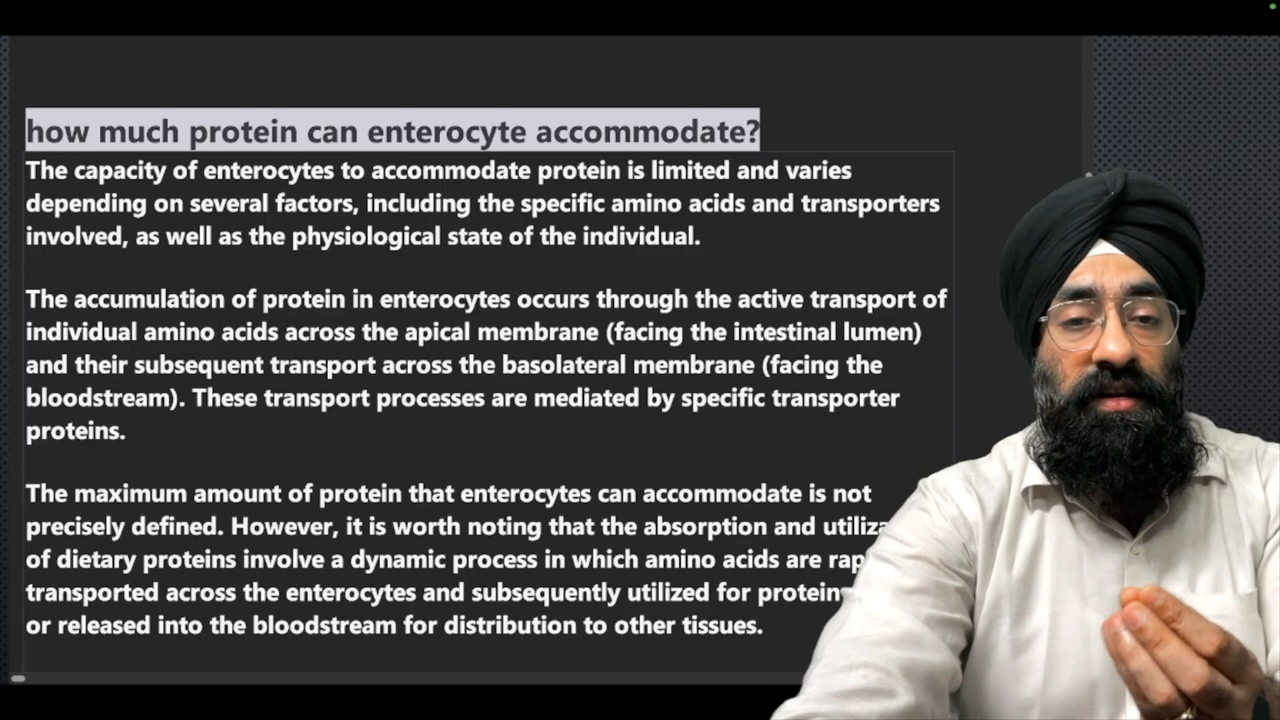 how much protein can enterocyte accommodate?
The capacity of enterocytes to accommodate protein is limited and varies
depending on several factors, including the specific amino acids and transporters
involved, as well as the physiological state of the individual.
The accumulation of protein in enterocytes occurs through the active transport of
individual amino acids across the apical membrane (facing the intestinal lumen)
and their subsequent transport across the basolateral membrane (facing the
bloodstream). These transport processes are mediated by specific transporter
proteins.
The maximum amount of protein that enterocytes can accommodate is not
precisely defined. However, it is worth noting that the absorption and
of dietary proteins involve a dynamic process in which amino acids are
transported across the enterocytes and subsequently utilized for protein
or released into the bloodstream for distribution to other tissues.